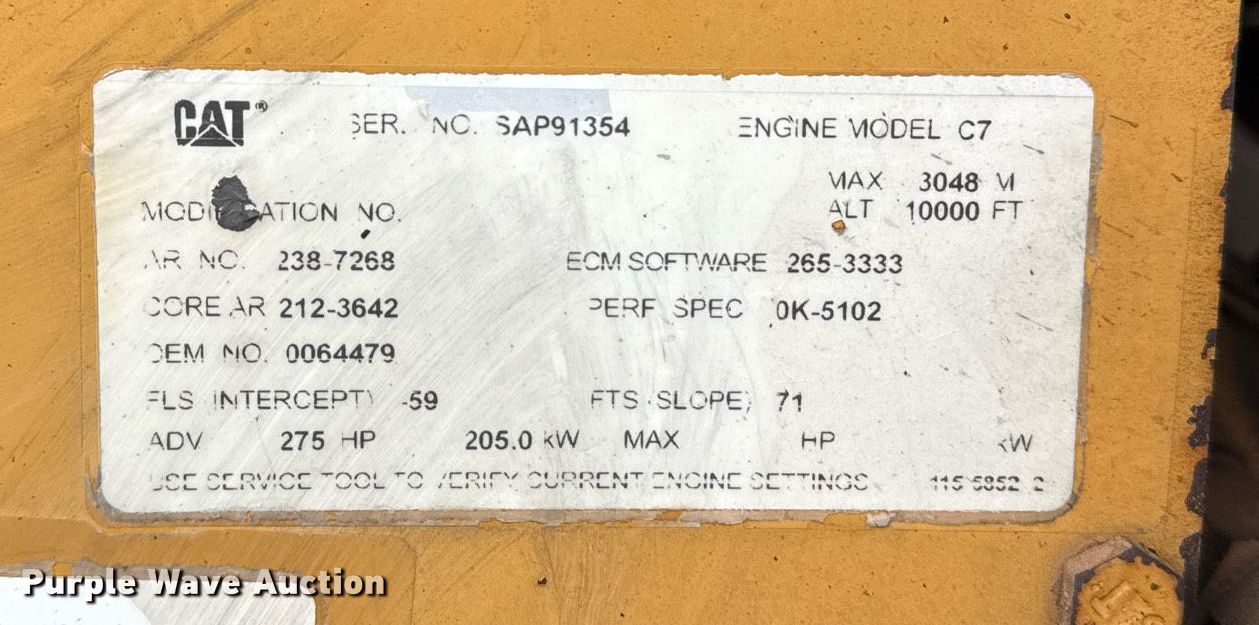 CAT® SER. NO. SAP91354 ENGINE MODEL C7
MAX 3048 M
MODIFICATION NO. ALT 10000 FT
AR NO. 238-7268 ECM SOFTWARE 265-3333
CORE AR 212-3642 PERF SPEC 0K-5102
OEM NO. 0064479
FLS (INTERCEPT) -59 FTS (SLOPE) 71
ADV 275 HP 205.0 kW MAX HP kW
USE SERVICE TOOL TO VERIFY CURRENT ENGINE SETTINGS 115 5852 2
Purple Wave Auction